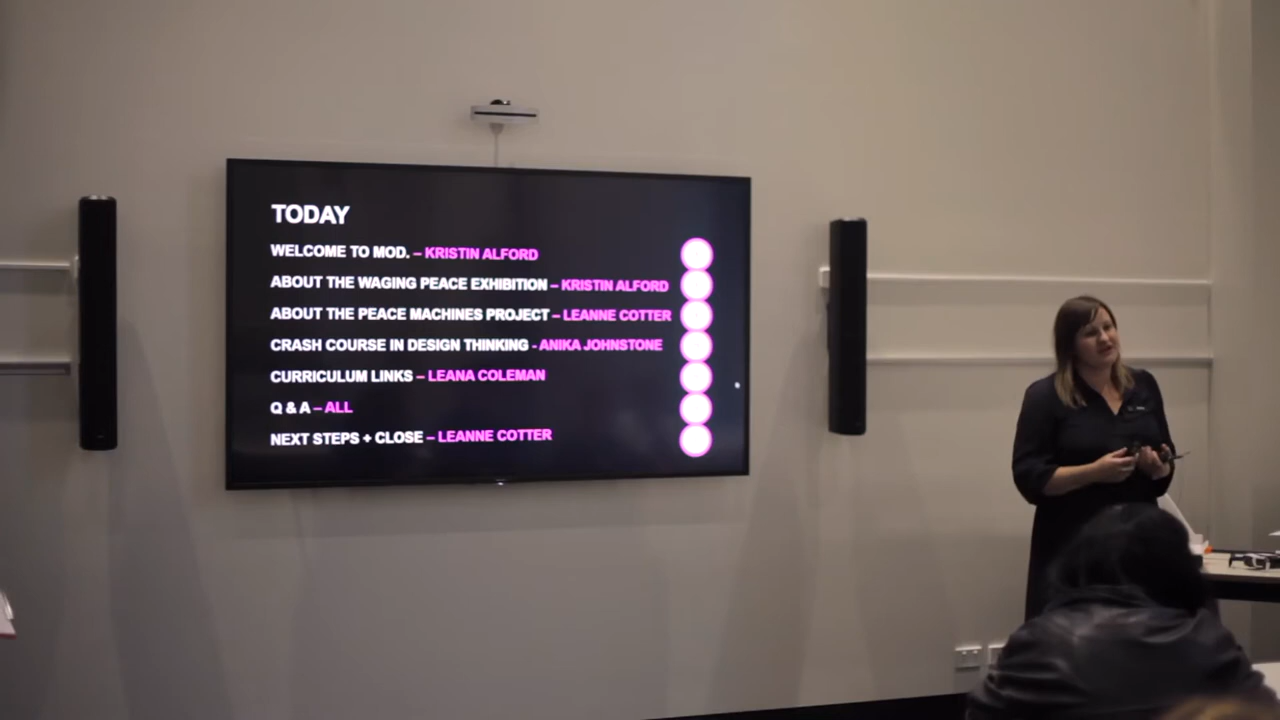 TODAY
WELCOME TO MOD. – KRISTIN ALFORD
ABOUT THE WAGING PEACE EXHIBITION – KRISTIN ALFORD
ABOUT THE PEACE MACHINES PROJECT – LEANNE COTTER
CRASH COURSE IN DESIGN THINKING - ANIKA JOHNSTONE
CURRICULUM LINKS – LEANA COLEMAN
Q & A – ALL
NEXT STEPS + CLOSE – LEANNE COTTER